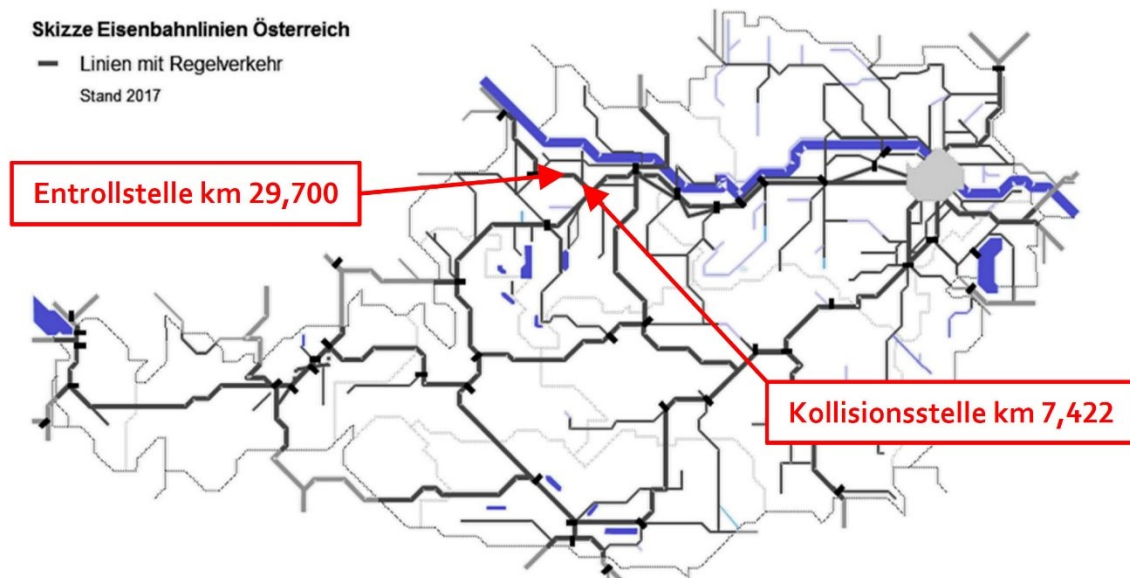 Skizze Eisenbahnlinien Österreich
Linien mit Regelverkehr
Stand 2017
Entrollstelle km 29,700
Kollisionsstelle km 7,422